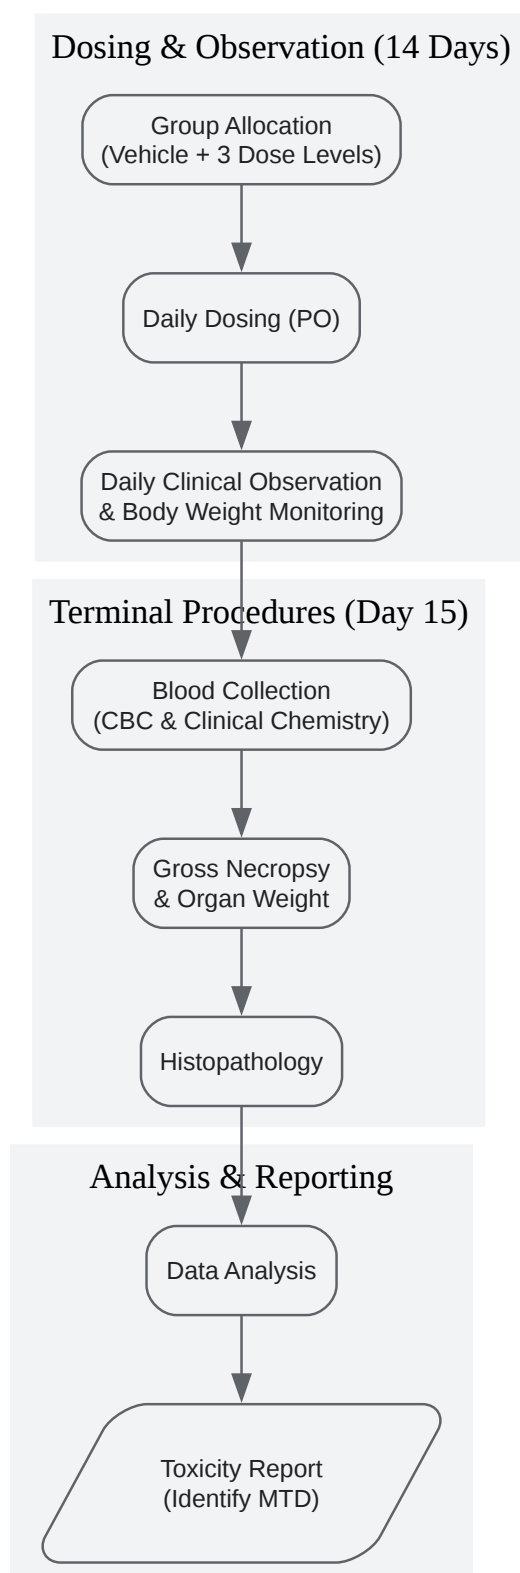 Dosing & Observation (14 Days)
Group Allocation
(Vehicle + 3 Dose Levels)
Daily Dosing (PO)
Daily Clinical Observation
& Body Weight Monitoring
Terminal Procedures (Day 15)
Blood Collection
(CBC & Clinical Chemistry)
Gross Necropsy
& Organ Weight
Histopathology
Analysis & Reporting
Data Analysis
Toxicity Report
(Identify MTD)